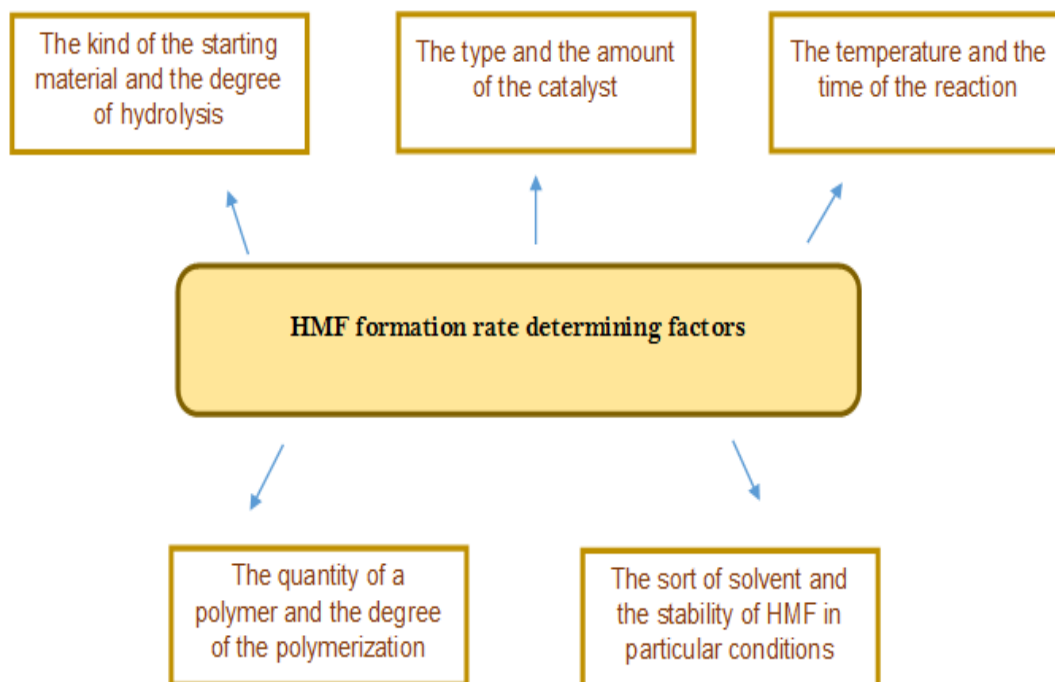 The kind of the starting
material and the degree
of hydrolysis
The type and the amount
of the catalyst
The temperature and the
time of the reaction
HMF formation rate determining factors
The quantity of a
polymer and the degree
of the polymerization
The sort of solvent and
the stability of HMF in
particular conditions